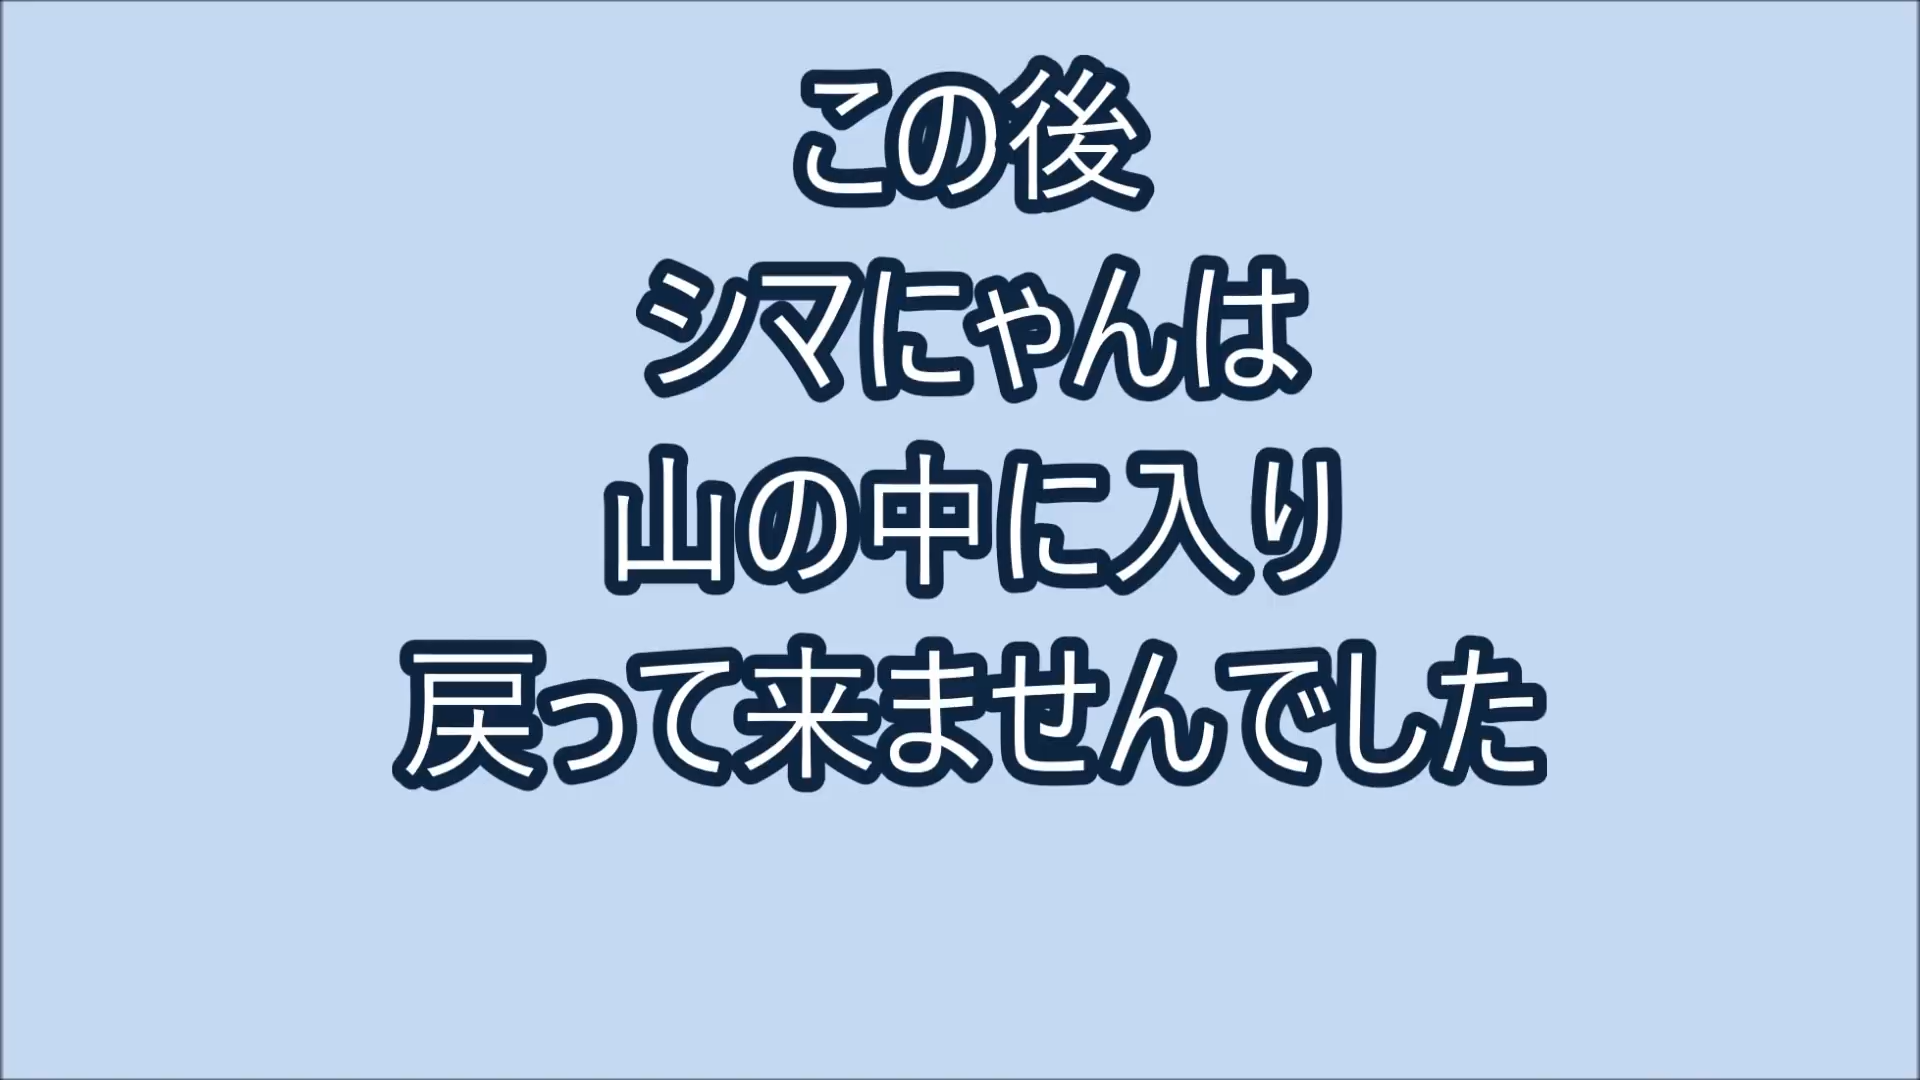 この後
シマにゃんは
山の中に入り
戻って来ませんでした